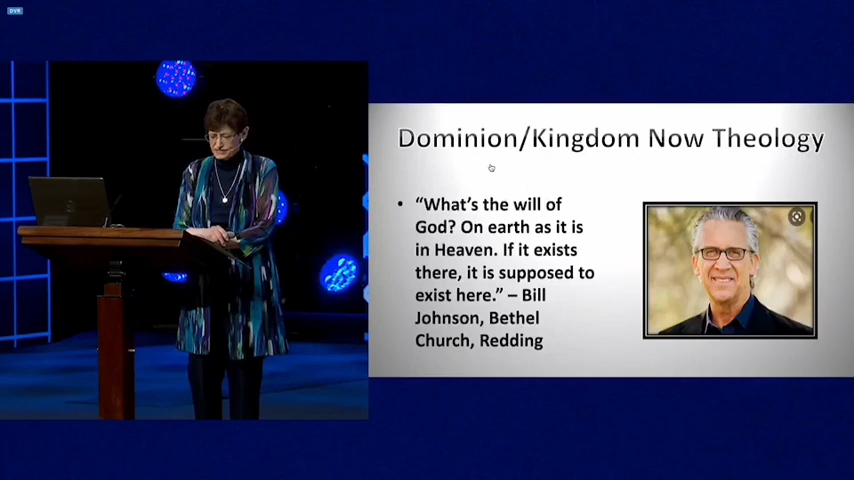 DVR
Dominion/Kingdom Now Theology
• “What’s the will of
God? On earth as it is
in Heaven. If it exists
there, it is supposed to
exist here.” – Bill
Johnson, Bethel
Church, Redding